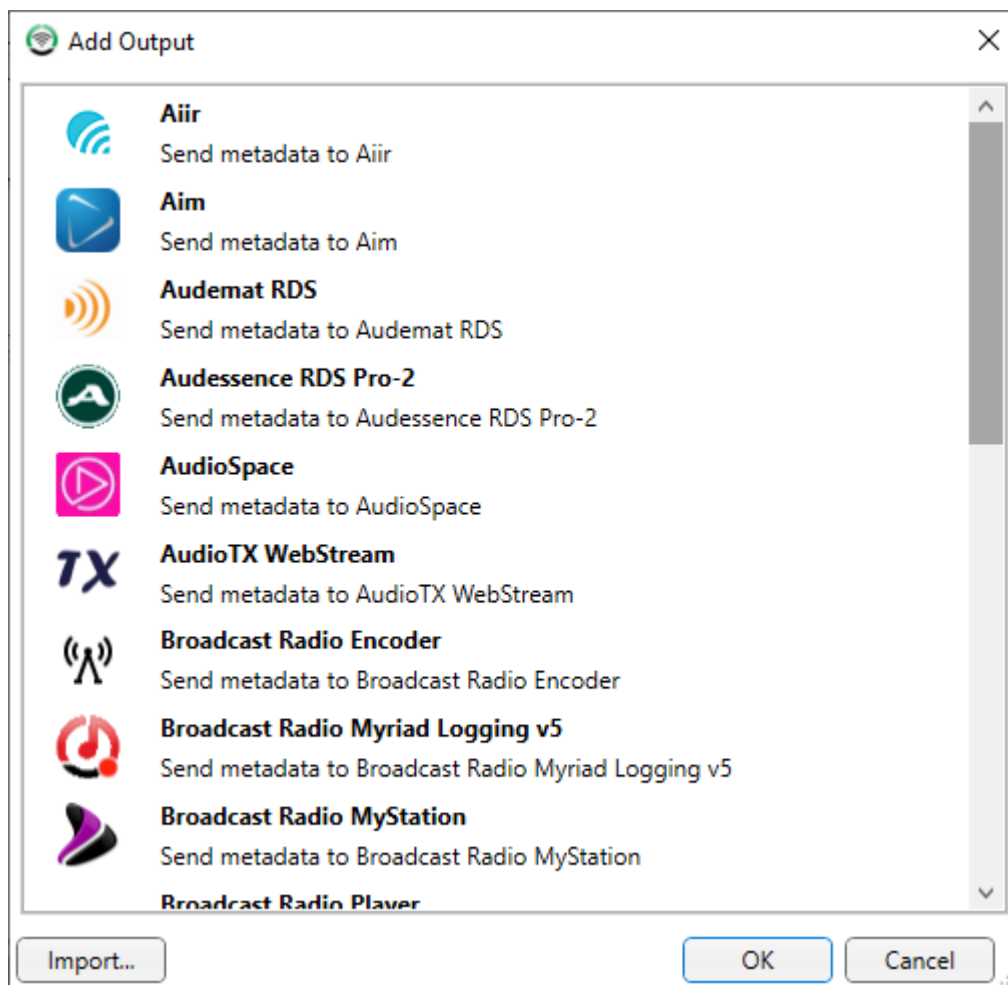 Add Output
Aiir
Send metadata to Aiir
Aim
Send metadata to Aim
Audemat RDS
Send metadata to Audemat RDS
Audessence RDS Pro-2
Send metadata to Audessence RDS Pro-2
AudioSpace
Send metadata to AudioSpace
TX
AudioTX WebStream
Send metadata to AudioTX WebStream
Broadcast Radio Encoder
Send metadata to Broadcast Radio Encoder
Broadcast Radio Myriad Logging v5
Send metadata to Broadcast Radio Myriad Logging v5
Broadcast Radio MyStation
Send metadata to Broadcast Radio MyStation
Broadcast Radio Player
Import...
OK
Cancel